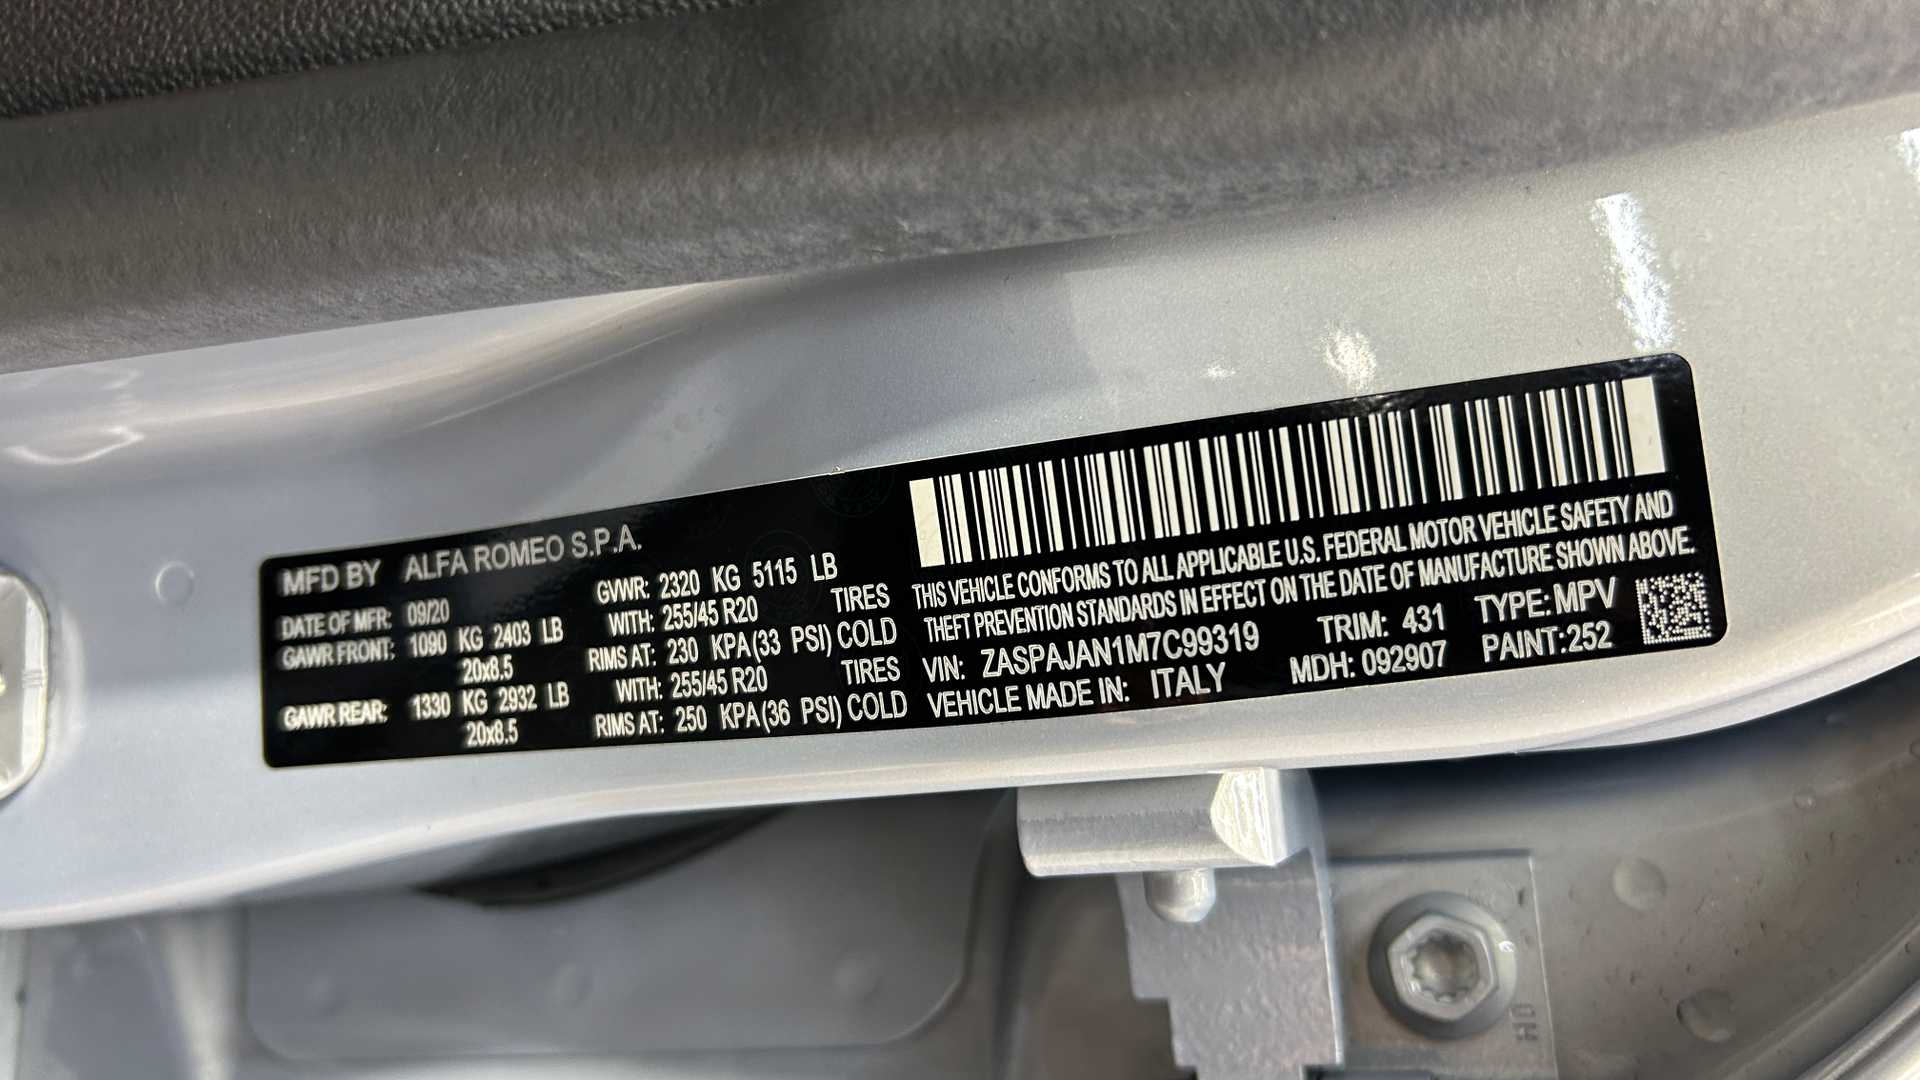 MFD BY ALFA ROMEO S.P.A.
DATE OF MFR: 09/20 GVWR: 2320 KG 5115 LB
GAWR FRONT: 1090 KG 2403 LB WITH: 255/45 R20 TIRES
20x8.5 RIMS AT: 230 KPA(33 PSI) COLD
GAWR REAR: 1330 KG 2932 LB WITH: 255/45 R20 TIRES
20x8.5 RIMS AT: 250 KPA(36 PSI) COLD
THIS VEHICLE CONFORMS TO ALL APPLICABLE U.S. FEDERAL MOTOR VEHICLE SAFETY AND
THEFT PREVENTION STANDARDS IN EFFECT ON THE DATE OF MANUFACTURE SHOWN ABOVE.
VIN: ZASPAJAN1M7C99319 TRIM: 431 TYPE: MPV
VEHICLE MADE IN: ITALY MDH: 092907 PAINT:252